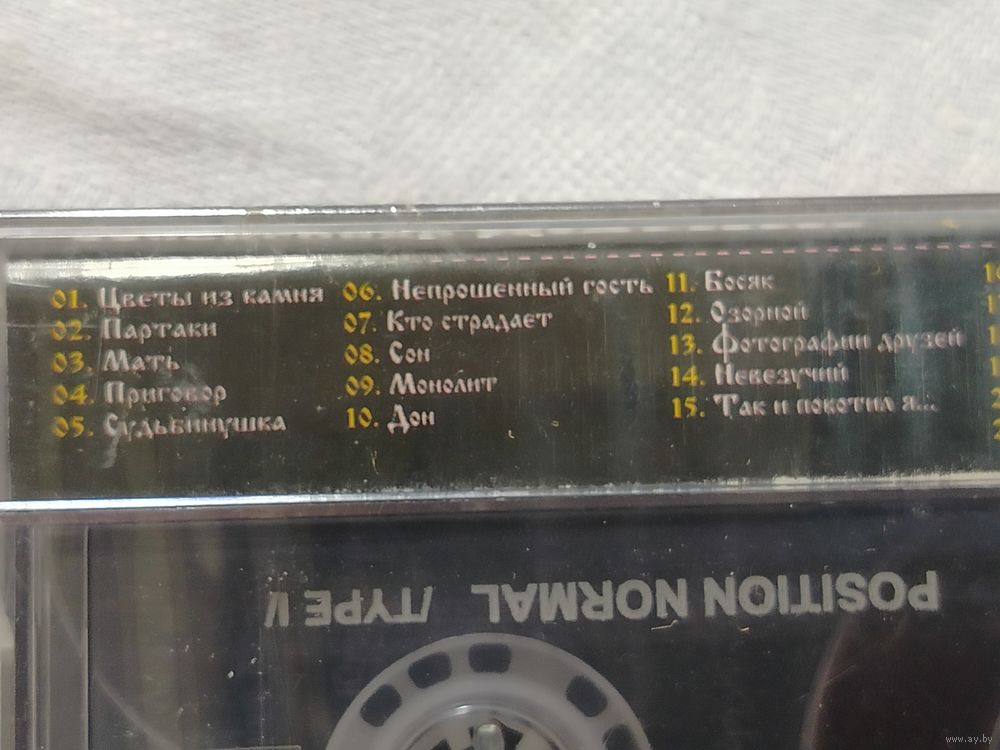 01. Цветы из камня
02. Партаки
03. Мать
04. Приговор
05. Судьбинушка
06. Непрошенный гость
07. Кто страдает
08. Сон
09. Монолит
10. Дон
11. Босяк
12. Озорной
13. Фотографии друзей
14. Невезучий
15. Так и покотил я...
POSITION NORMAL /TYPE
www.ay.by